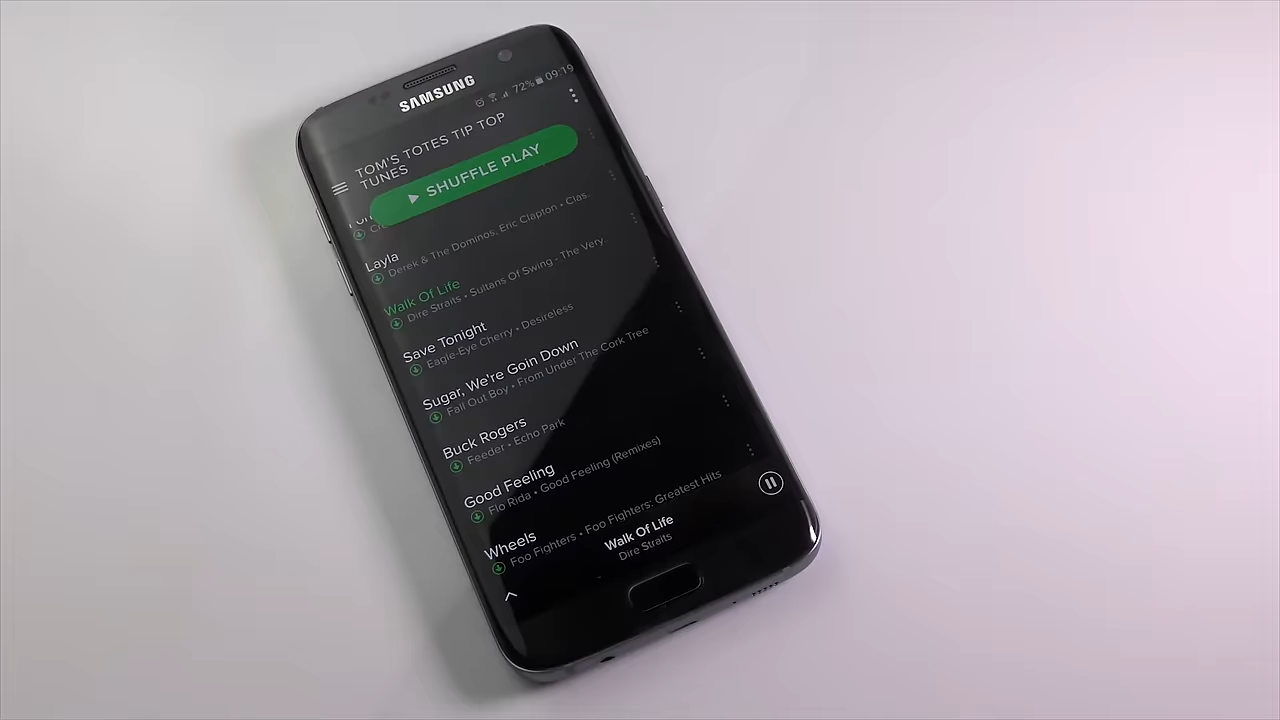 SAMSUNG
72% 09:19
TOM'S TOTES TIP TOP
TUNES
SHUFFLE PLAY
Layla
Derek & The Dominos, Eric Clapton • Clas..
Walk Of Life
Dire Straits • Sultans Of Swing - The Very..
Save Tonight
Eagle-Eye Cherry • Desireless
Sugar, We're Goin Down
Fall Out Boy • From Under The Cork Tree
Buck Rogers
Feeder • Echo Park
Good Feeling
Flo Rida • Good Feeling (Remixes)
Wheels
Foo Fighters • Foo Fighters: Greatest Hits
Walk Of Life
Dire Straits